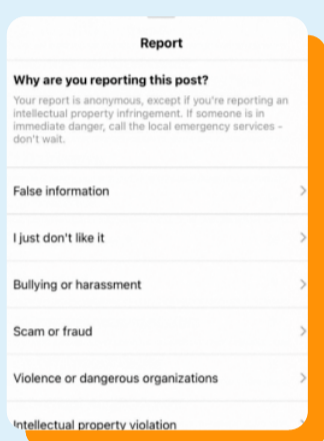 Report
Why are you reporting this post?
Your report is anonymous, except if you're reporting an
intellectual property infringement. If someone is in
immediate danger, call the local emergency services -
don't wait.
False information
I just don't like it
Bullying or harassment
Scam or fraud
Violence or dangerous organizations
Intellectual property violation